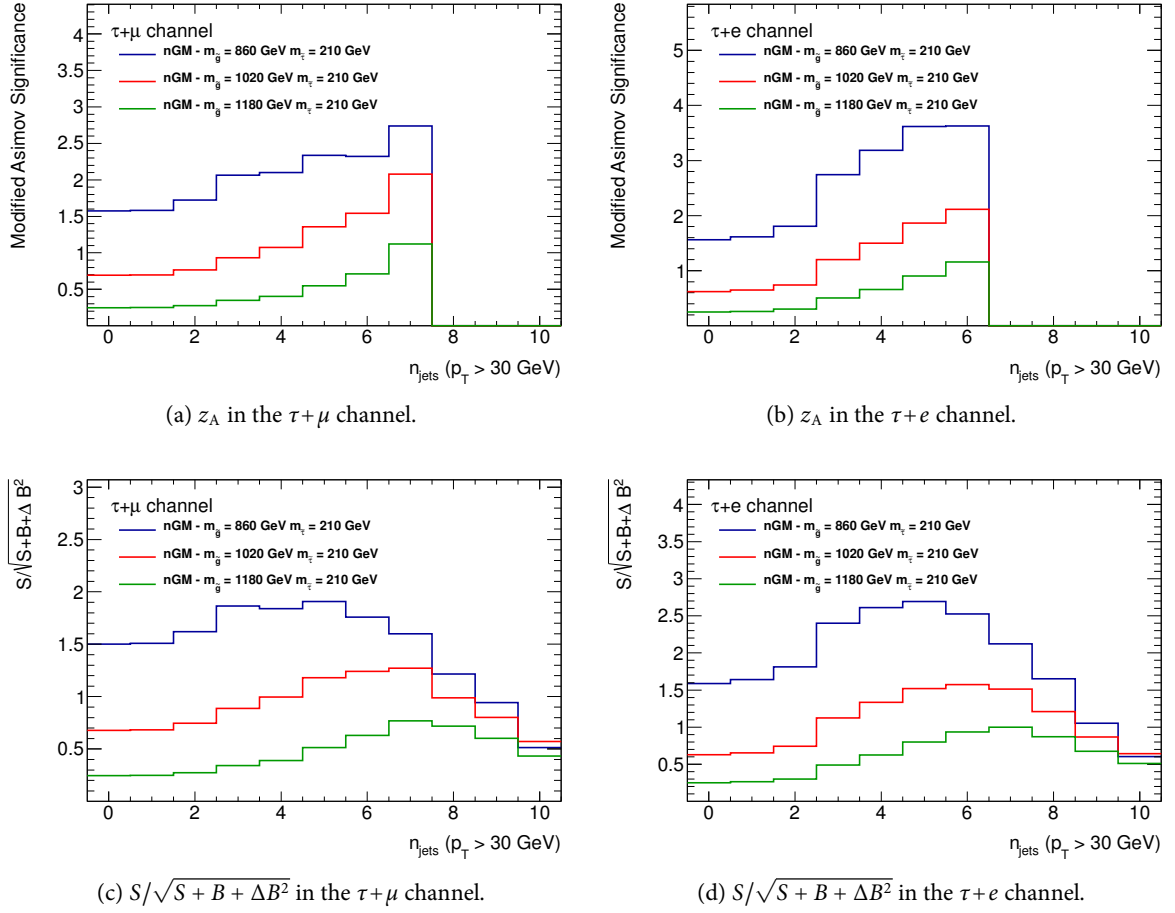 Modified Asimov Significance
4
3.5
3
2.5
2
1.5
1
0.5
τ+μ channel
nGM - m_g̃ = 860 GeV m_τ̃ = 210 GeV
nGM - m_g̃ = 1020 GeV m_τ̃ = 210 GeV
nGM - m_g̃ = 1180 GeV m_τ̃ = 210 GeV
0 2 4 6 8 10
n_jets (p_T > 30 GeV)
(a) z_A in the τ+μ channel.
Modified Asimov Significance
5
4
3
2
1
τ+e channel
nGM - m_g̃ = 860 GeV m_τ̃ = 210 GeV
nGM - m_g̃ = 1020 GeV m_τ̃ = 210 GeV
nGM - m_g̃ = 1180 GeV m_τ̃ = 210 GeV
0 2 4 6 8 10
n_jets (p_T > 30 GeV)
(b) z_A in the τ+e channel.
S/√S+B+Δ B²
3
2.5
2
1.5
1
0.5
τ+μ channel
nGM - m_g̃ = 860 GeV m_τ̃ = 210 GeV
nGM - m_g̃ = 1020 GeV m_τ̃ = 210 GeV
nGM - m_g̃ = 1180 GeV m_τ̃ = 210 GeV
0 2 4 6 8 10
n_jets (p_T > 30 GeV)
(c) S/√S + B + ΔB² in the τ+μ channel.
S/√S+B+Δ B²
4
3.5
3
2.5
2
1.5
1
0.5
τ+e channel
nGM - m_g̃ = 860 GeV m_τ̃ = 210 GeV
nGM - m_g̃ = 1020 GeV m_τ̃ = 210 GeV
nGM - m_g̃ = 1180 GeV m_τ̃ = 210 GeV
0 2 4 6 8 10
n_jets (p_T > 30 GeV)
(d) S/√S + B + ΔB² in the τ+e channel.